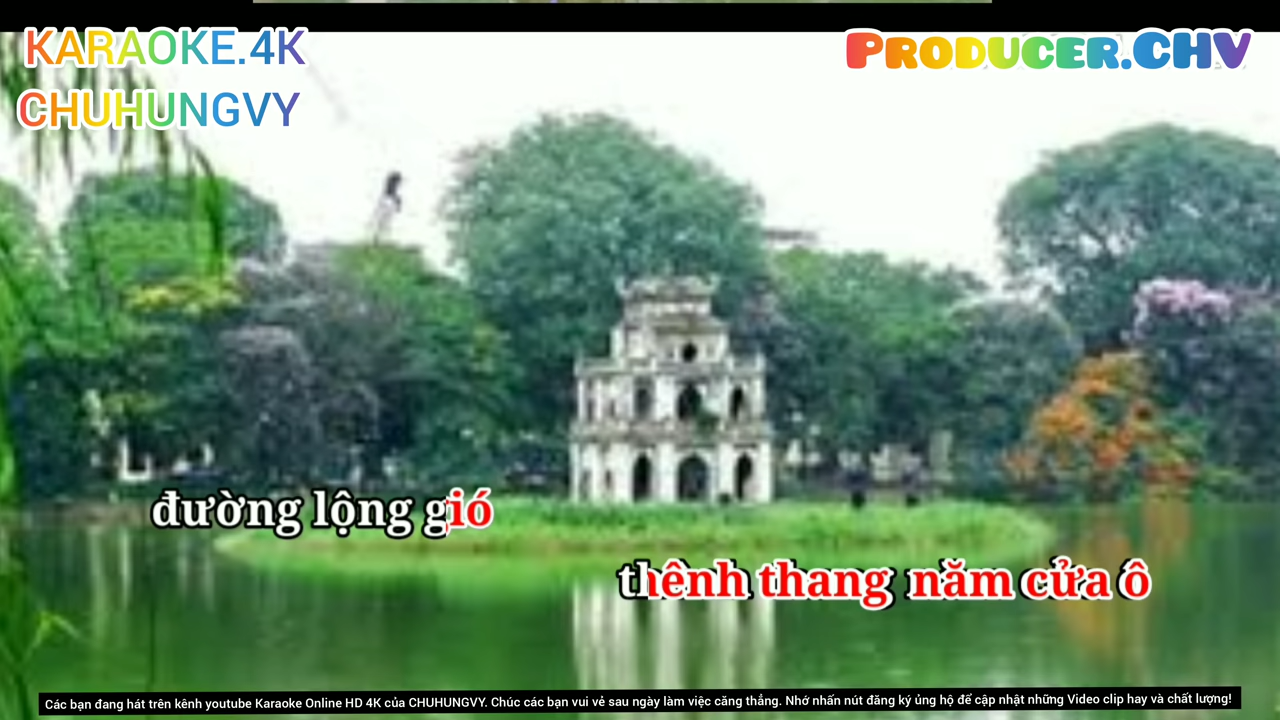 KARAOKE.4K
PRODUCER.CHV
CHUHUNGVY
đường lộng gió
thênh thang năm cửa ô
Các bạn đang hát trên kênh youtube Karaoke Online HD 4K của CHUHUNGVY. Chúc các bạn vui vẻ sau ngày làm việc căng thẳng. Nhớ nhấn nút đăng ký ủng hộ để cập nhật những Video clip hay và chất lượng!